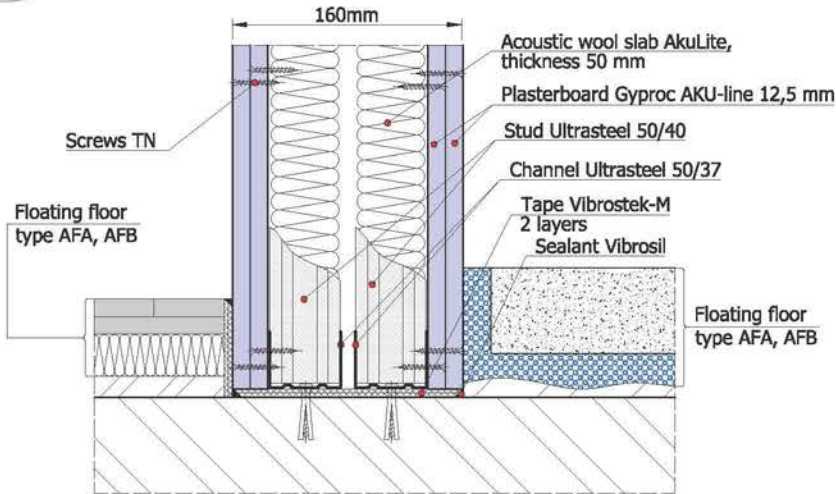 160mm
Acoustic wool slab AkuLite,
thickness 50 mm
Plasterboard Gyproc AKU-line 12,5 mm
Screws TN
Stud Ultrasteel 50/40
Channel Ultrasteel 50/37
Floating floor
type AFA, AFB
Tape Vibrostek-M
2 layers
Sealant Vibrosil
Floating floor
type AFA, AFB